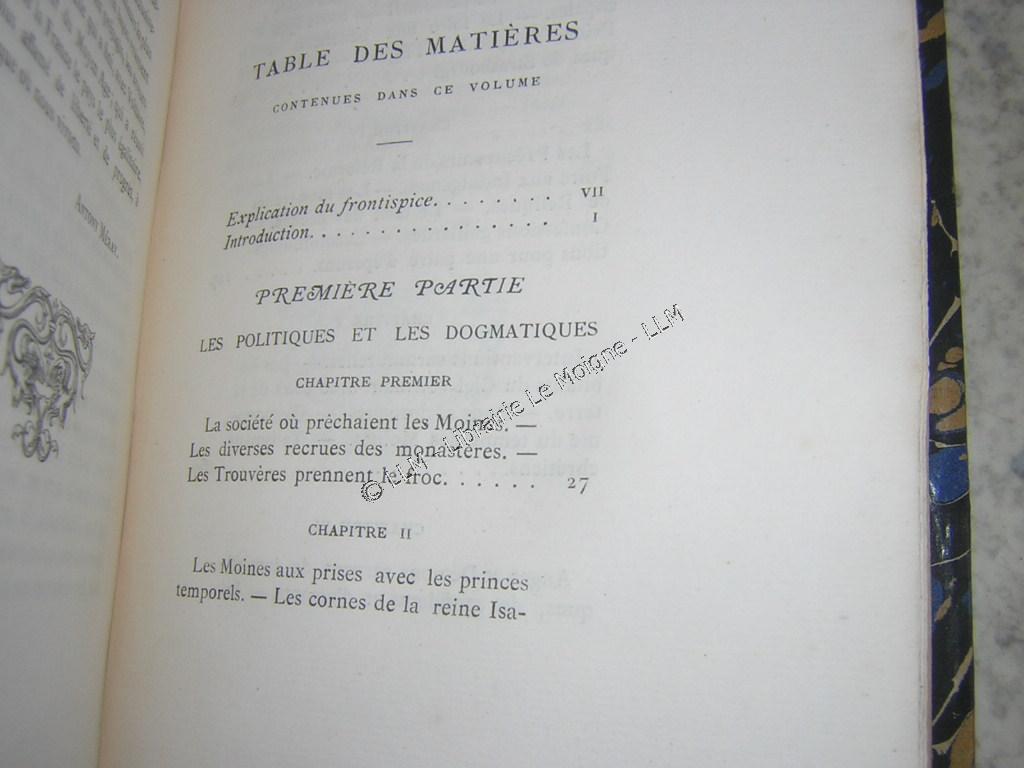 Antony Méray.
TABLE DES MATIÈRES
CONTENUES DANS CE VOLUME
Explication du frontispice. . . . . . . VII
Introduction. . . . . . . . . . . . . . I
PREMIÈRE PARTIE
LES POLITIQUES ET LES DOGMATIQUES
CHAPITRE PREMIER
La société où prêchaient les Moines. —
Les diverses recrues des monastères. —
Les Trouvères prennent le froc. . . . . . 27
CHAPITRE II
Les Moines aux prises avec les princes
temporels. — Les cornes de la reine Isa-
© LLM - Librairie Le Moigne - LLM